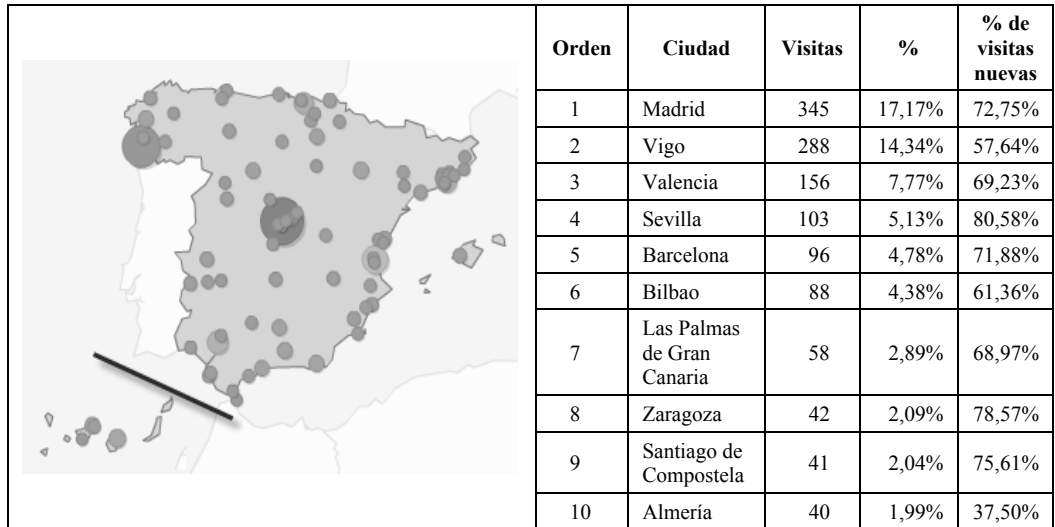 Orden Ciudad Visitas % % de visitas nuevas
1 Madrid 345 17,17% 72,75%
2 Vigo 288 14,34% 57,64%
3 Valencia 156 7,77% 69,23%
4 Sevilla 103 5,13% 80,58%
5 Barcelona 96 4,78% 71,88%
6 Bilbao 88 4,38% 61,36%
7 Las Palmas de Gran Canaria 58 2,89% 68,97%
8 Zaragoza 42 2,09% 78,57%
9 Santiago de Compostela 41 2,04% 75,61%
10 Almería 40 1,99% 37,50%